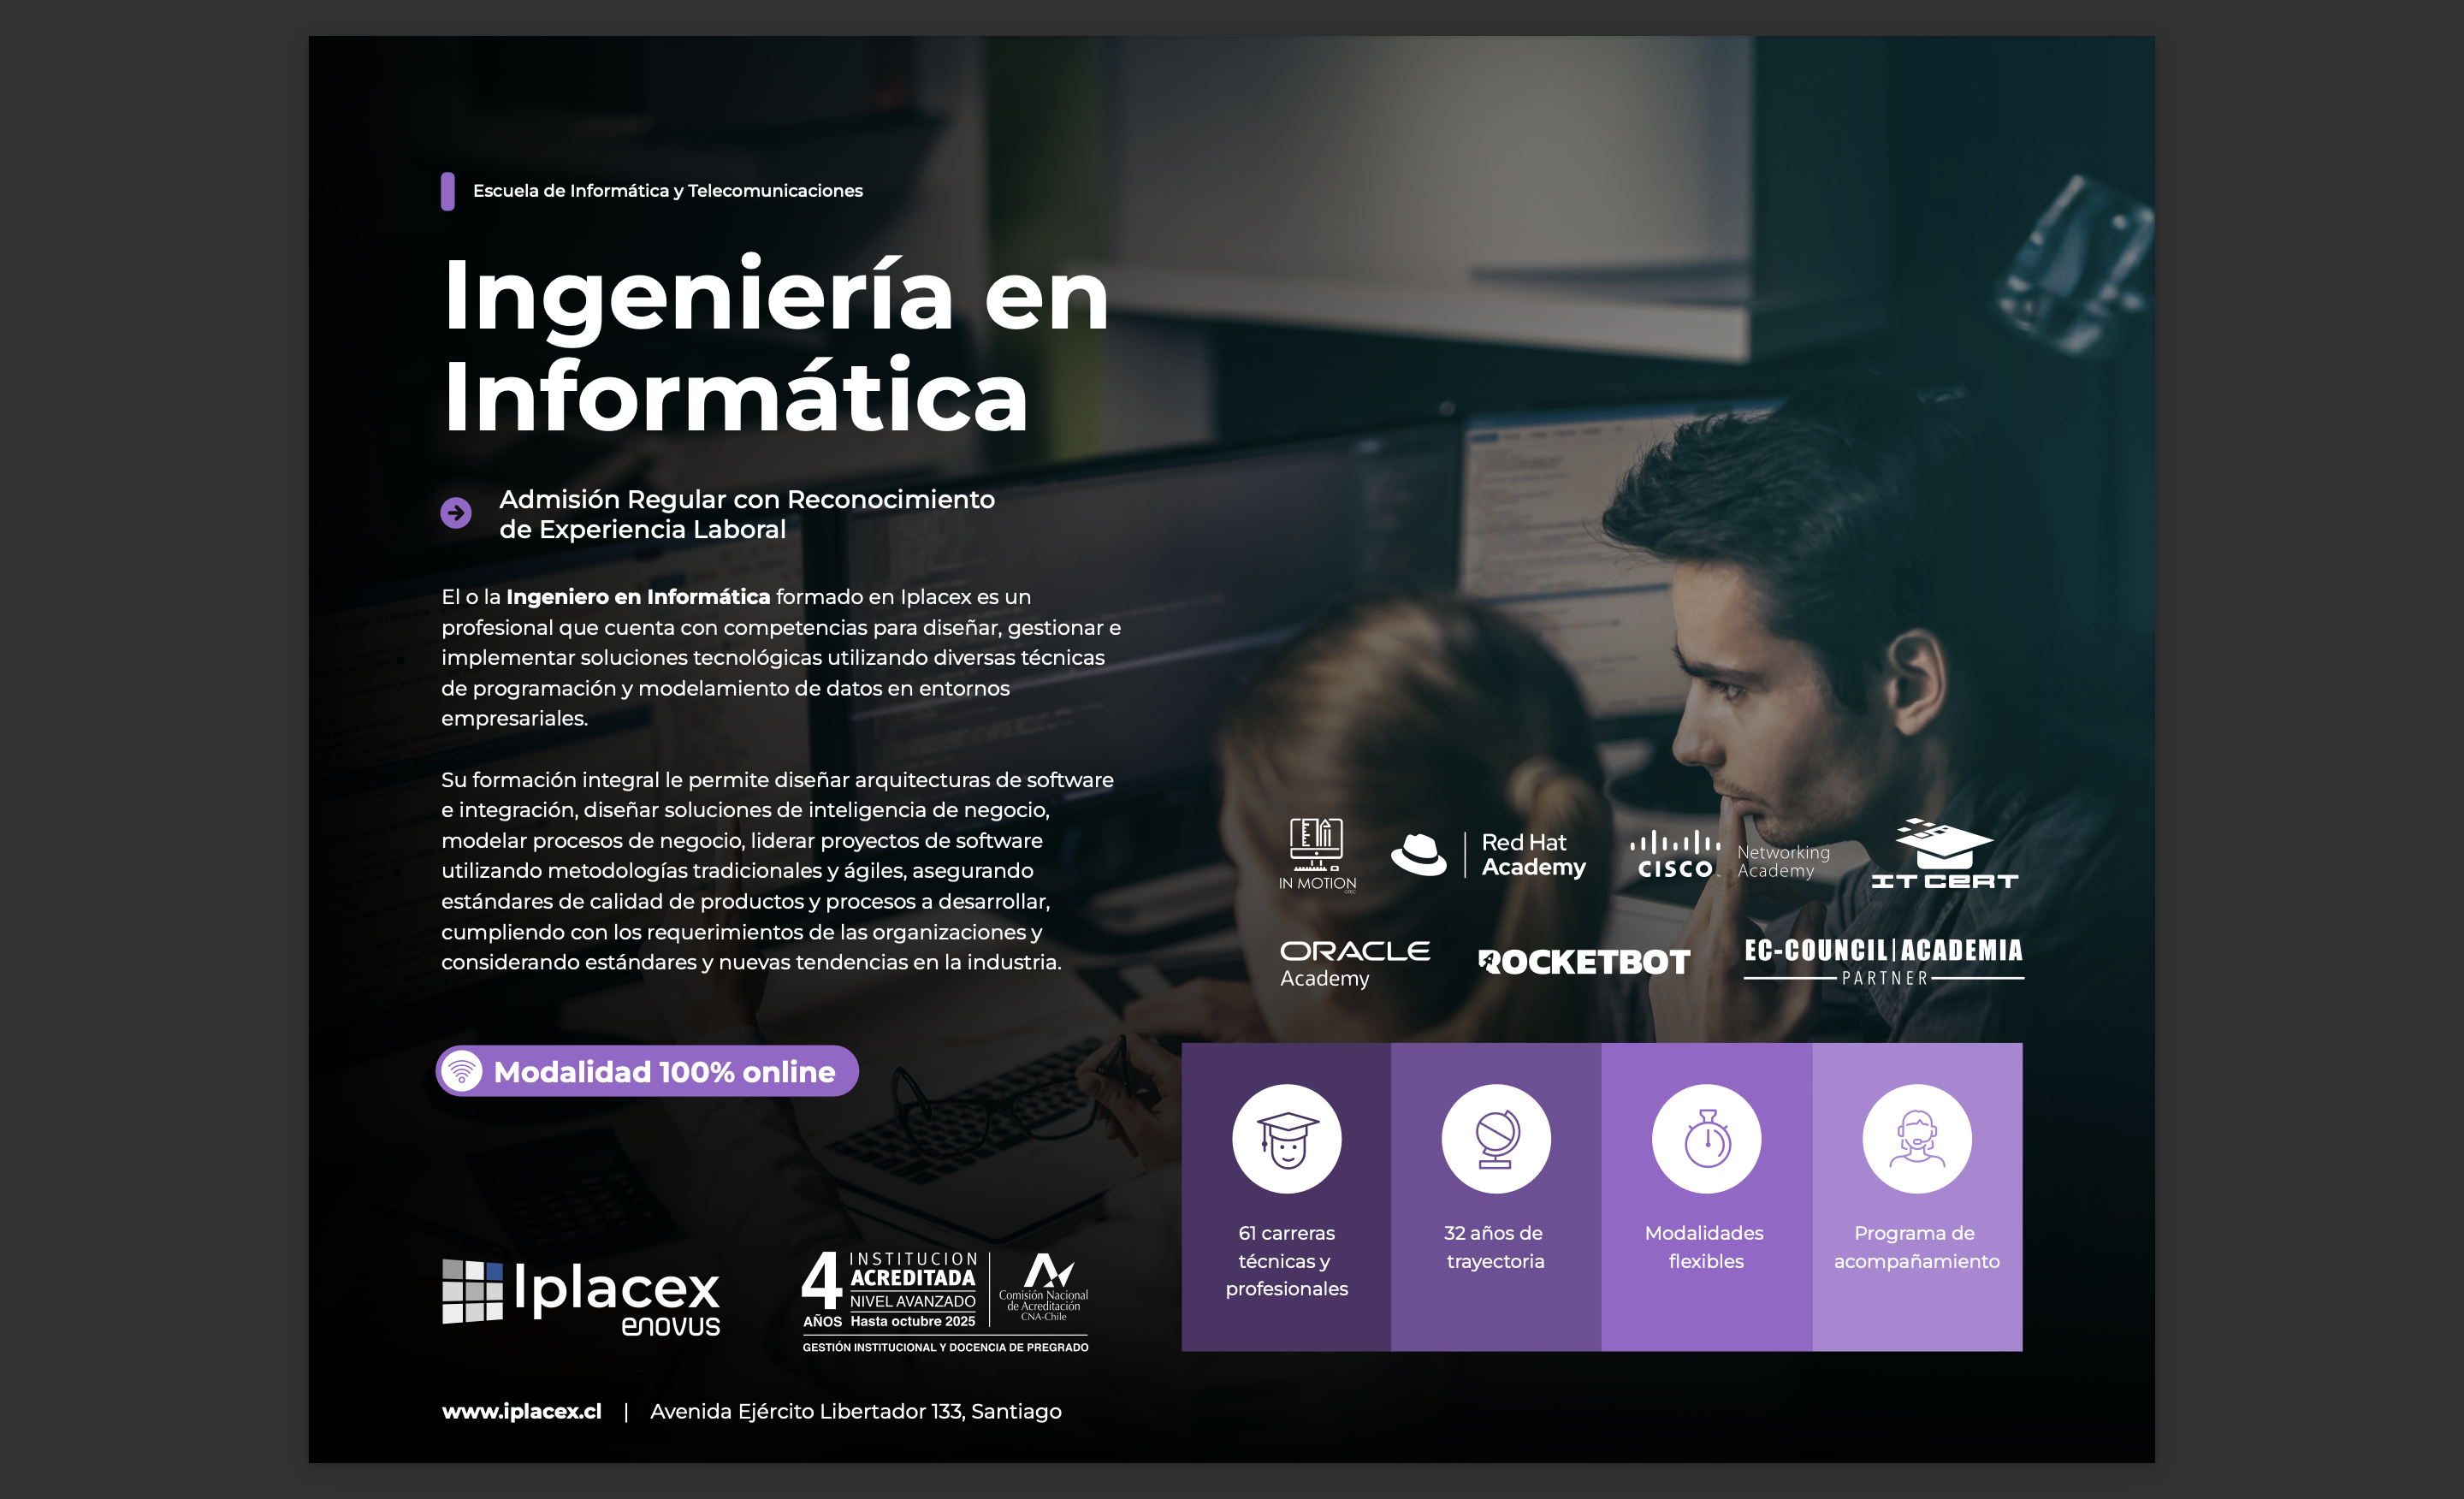 Escuela de Informática y Telecomunicaciones
Ingeniería en
Informática
Admisión Regular con Reconocimiento
de Experiencia Laboral
El o la Ingeniero en Informática formado en Iplacex es un
profesional que cuenta con competencias para diseñar, gestionar e
implementar soluciones tecnológicas utilizando diversas técnicas
de programación y modelamiento de datos en entornos
empresariales.
Su formación integral le permite diseñar arquitecturas de software
e integración, diseñar soluciones de inteligencia de negocio,
modelar procesos de negocio, liderar proyectos de software
utilizando metodologías tradicionales y ágiles, asegurando
estándares de calidad de productos y procesos a desarrollar,
cumpliendo con los requerimientos de las organizaciones y
considerando estándares y nuevas tendencias en la industria.
Modalidad 100% online
IN MOTION
Red Hat
Academy
CISCO
Networking
Academy
IT CERT
ORACLE
Academy
ROCKETBOT
EC-COUNCIL | ACADEMIA
PARTNER
61 carreras
técnicas y
profesionales
32 años de
trayectoria
Modalidades
flexibles
Programa de
acompañamiento
Iplacex
enovus
4
AÑOS
INSTITUCION
ACREDITADA
NIVEL AVANZADO
Hasta octubre 2025
Comisión Nacional
de Acreditación
CNA-Chile
GESTIÓN INSTITUCIONAL Y DOCENCIA DE PREGRADO
www.iplacex.cl | Avenida Ejército Libertador 133, Santiago